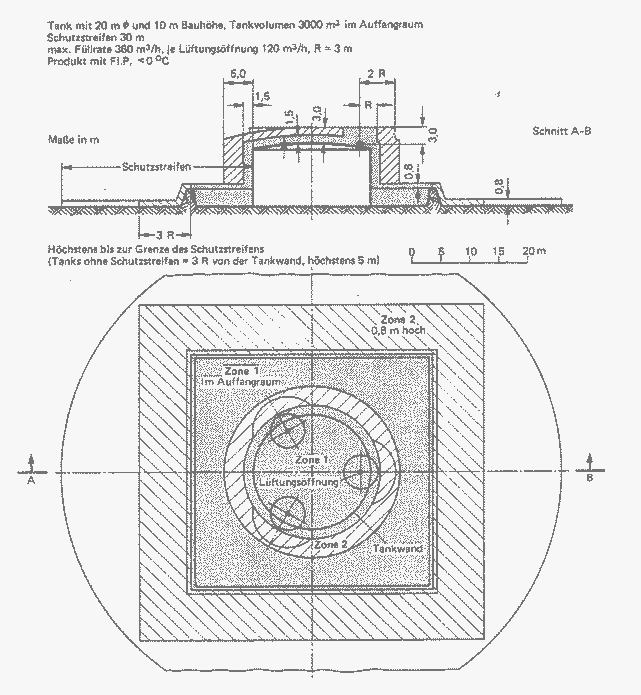 Tank mit 20 m ø und 10 m Bauhöhe, Tankvolumen 3000 m³ im Auffangraum
Schutzstreifen 30 m
max. Füllrate 360 m³/h, je Lüftungsöffnung 120 m³/h, R = 3 m
Produkt mit Fl.P. <0 °C
5,0
2 R
1,5
R
1,5
3,0
3,0
Maße in m
Schnitt A-B
Schutzstreifen
0,8
0,8
3 R
Höchstens bis zur Grenze des Schutzstreifens
(Tanks ohne Schutzstreifen = 3 R von der Tankwand, höchstens 5 m)
0 5 10 15 20 m
Zone 2
0,8 m hoch
Zone 1
im Auffangraum
Zone 1
Lüftungsöffnung
A
B
Zone 2
Tankwand